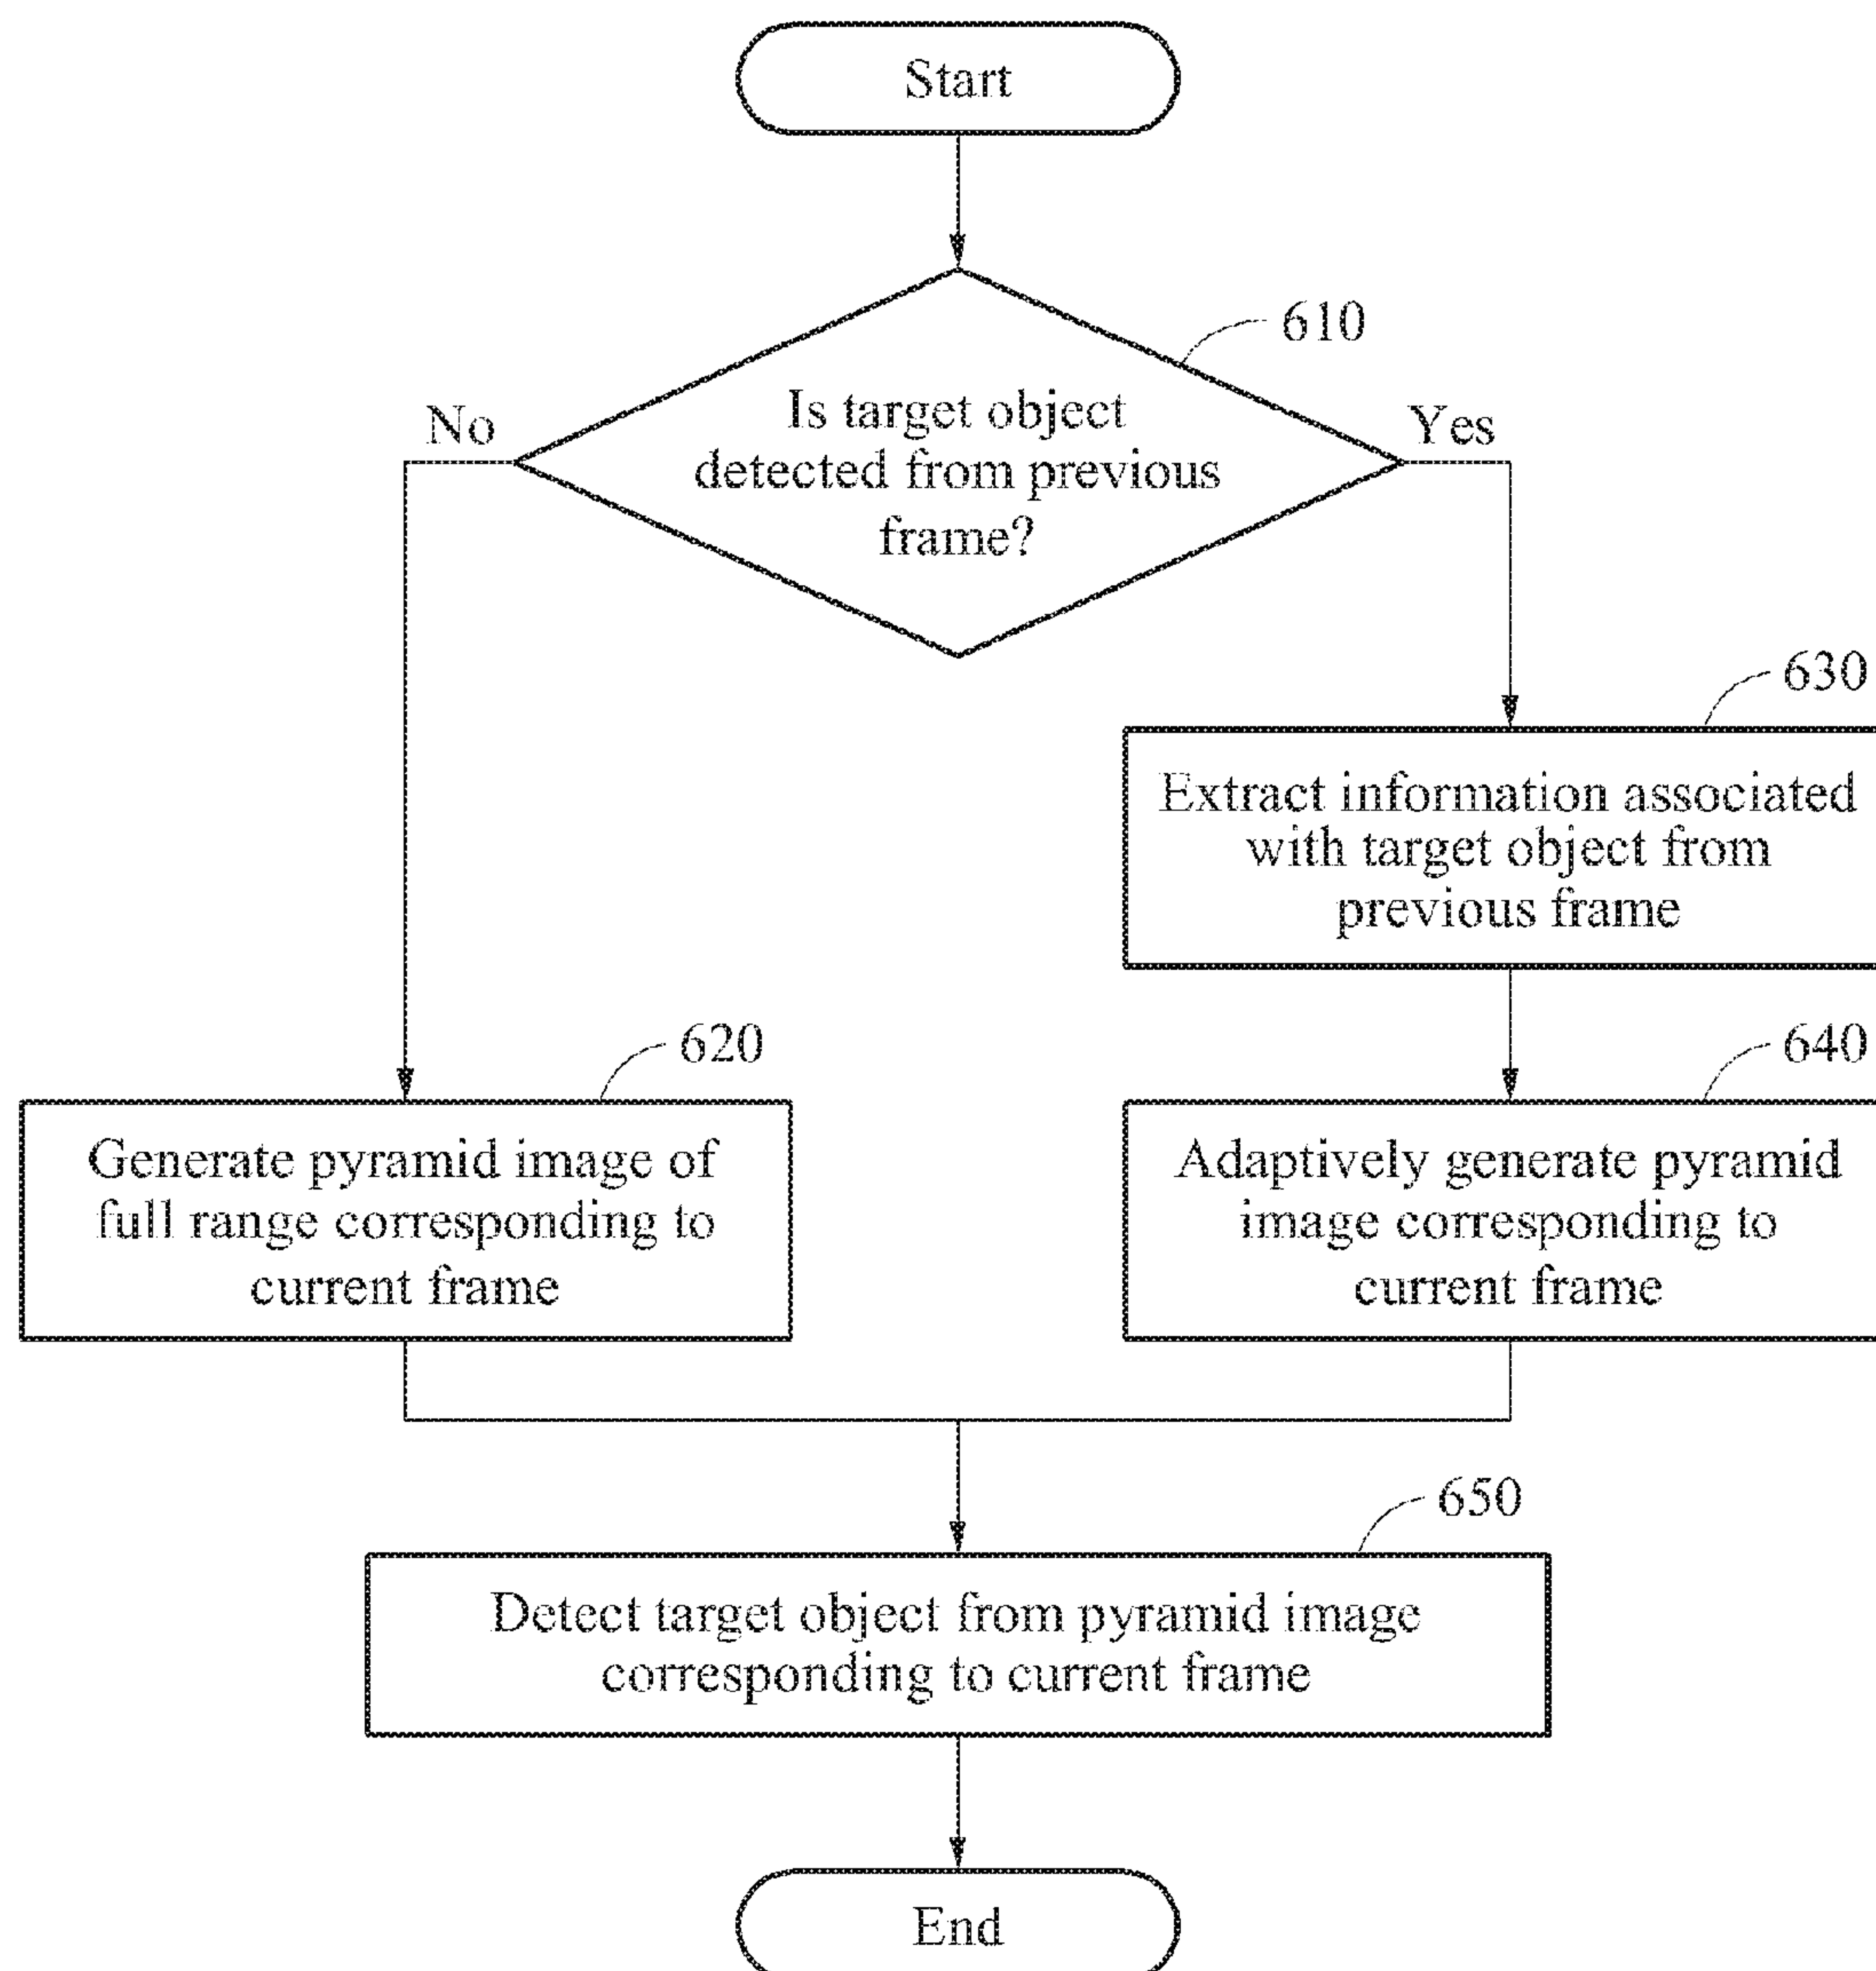 Start
610
Is target object
detected from previous
frame?
No
Yes
630
Extract information associated
with target object from
previous frame
620
640
Generate pyramid image of
full range corresponding to
current frame
Adaptively generate pyramid
image corresponding to
current frame
650
Detect target object from pyramid image
corresponding to current frame
End